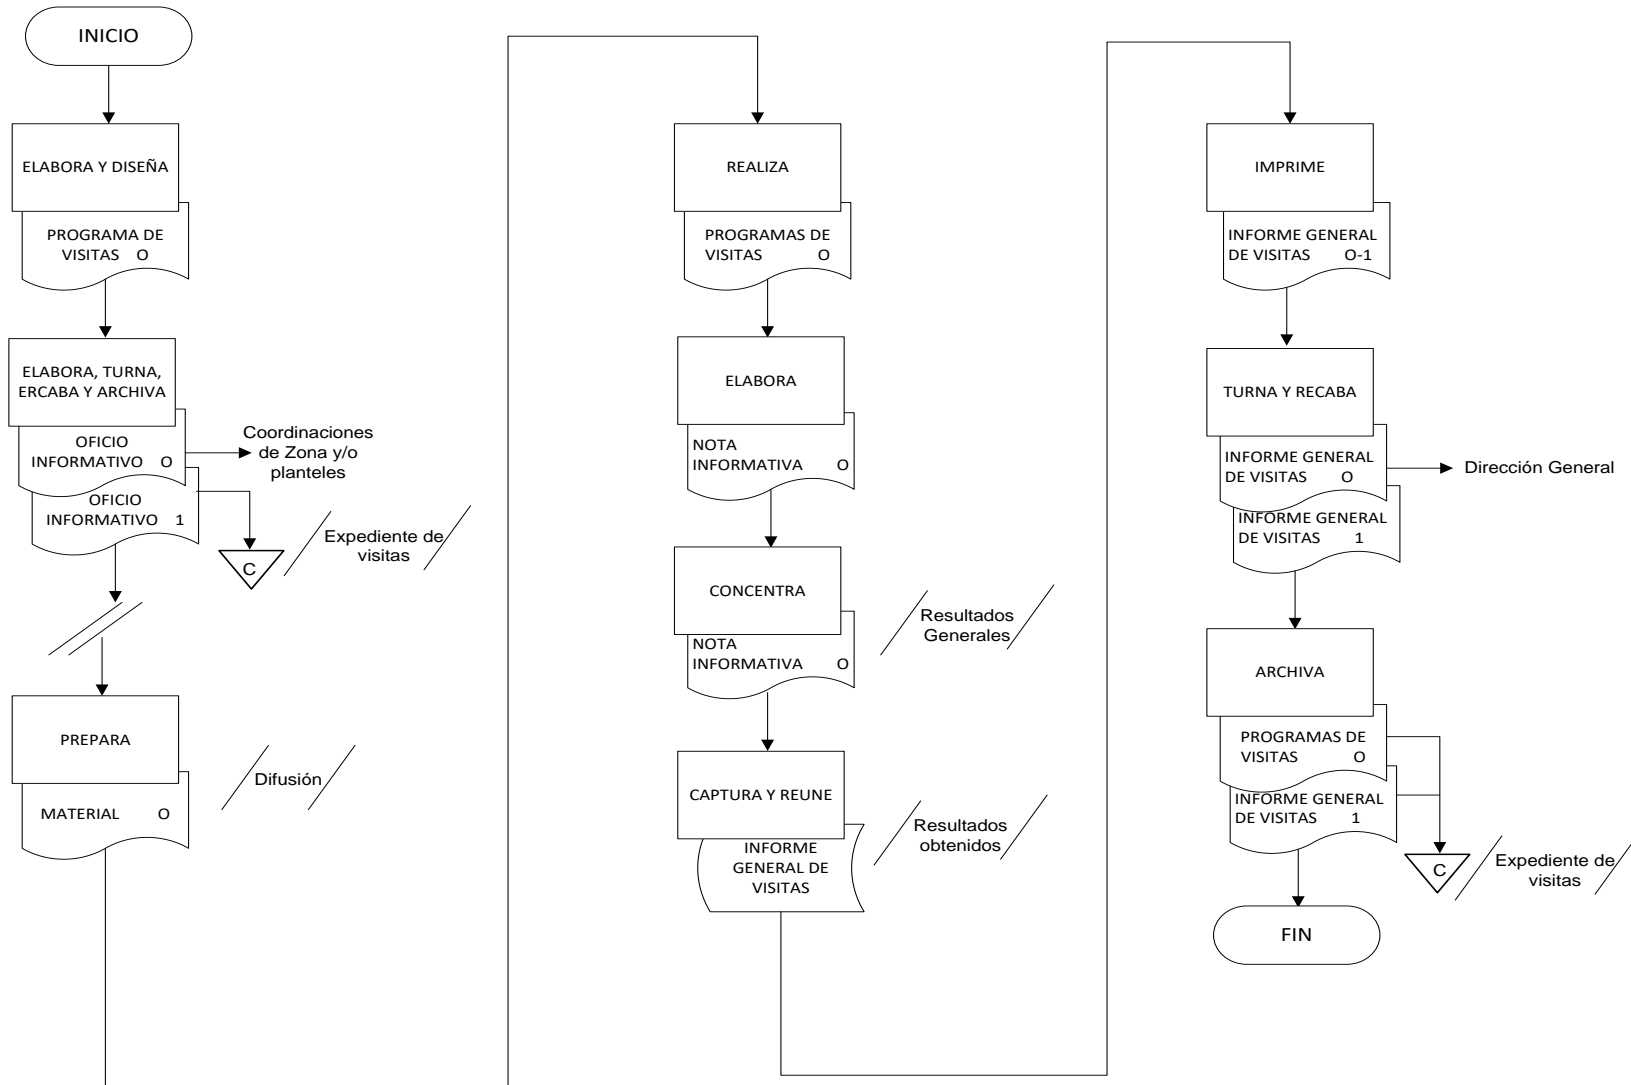 INICIO
ELABORA Y DISEÑA
PROGRAMA DE
VISITAS O
ELABORA, TURNA,
ERCABA Y ARCHIVA
OFICIO
INFORMATIVO O
Coordinaciones
de Zona y/o
planteles
OFICIO
INFORMATIVO 1
C
Expediente de
visitas
PREPARA
MATERIAL O
Difusión
REALIZA
PROGRAMAS DE
VISITAS O
ELABORA
NOTA
INFORMATIVA O
CONCENTRA
NOTA
INFORMATIVA O
Resultados
Generales
CAPTURA Y REUNE
INFORME
GENERAL DE
VISITAS
Resultados
obtenidos
IMPRIME
INFORME GENERAL
DE VISITAS O-1
TURNA Y RECABA
INFORME GENERAL
DE VISITAS O
Dirección General
INFORME GENERAL
DE VISITAS 1
ARCHIVA
PROGRAMAS DE
VISITAS O
INFORME GENERAL
DE VISITAS 1
C
Expediente de
visitas
FIN